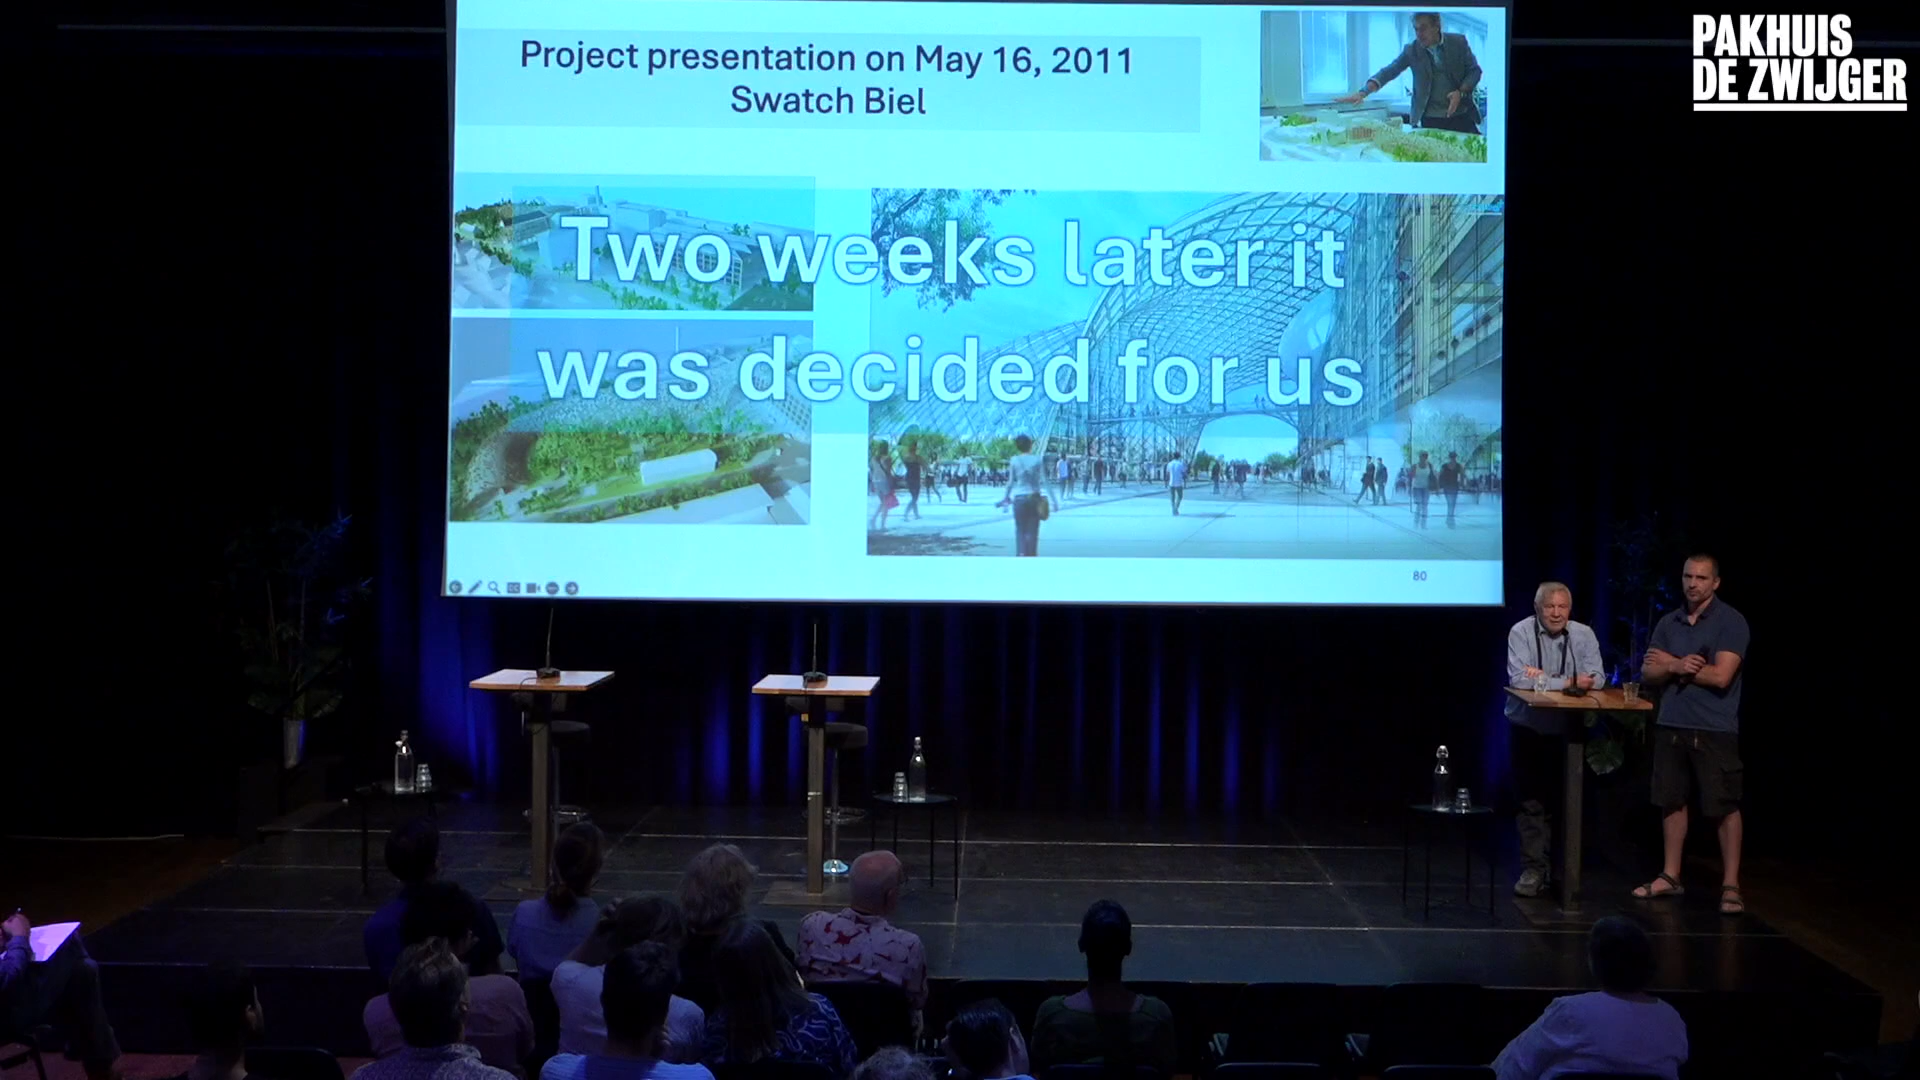 PAKHUIS
DE ZWIJGER
Project presentation on May 16, 2011
Swatch Biel
Two weeks later it
was decided for us
80